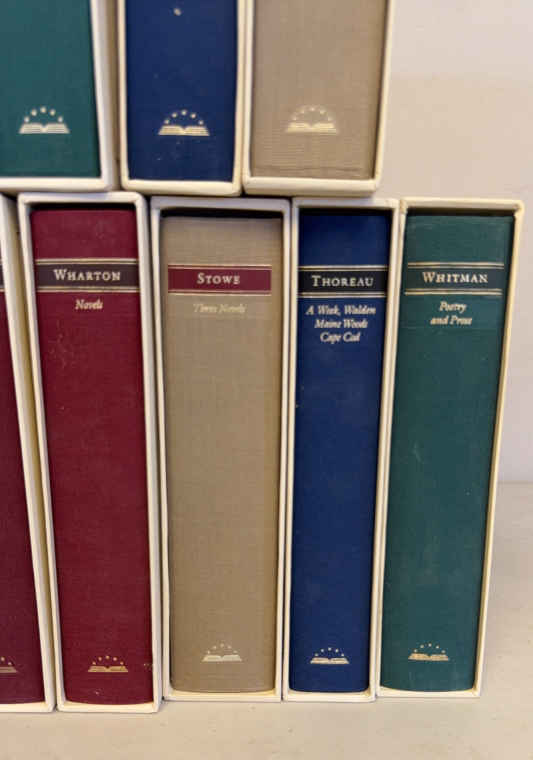 WHARTON
Novels
STOWE
Three Novels
THOREAU
A Week, Walden
Maine Woods
Cape Cod
WHITMAN
Poetry
and Prose